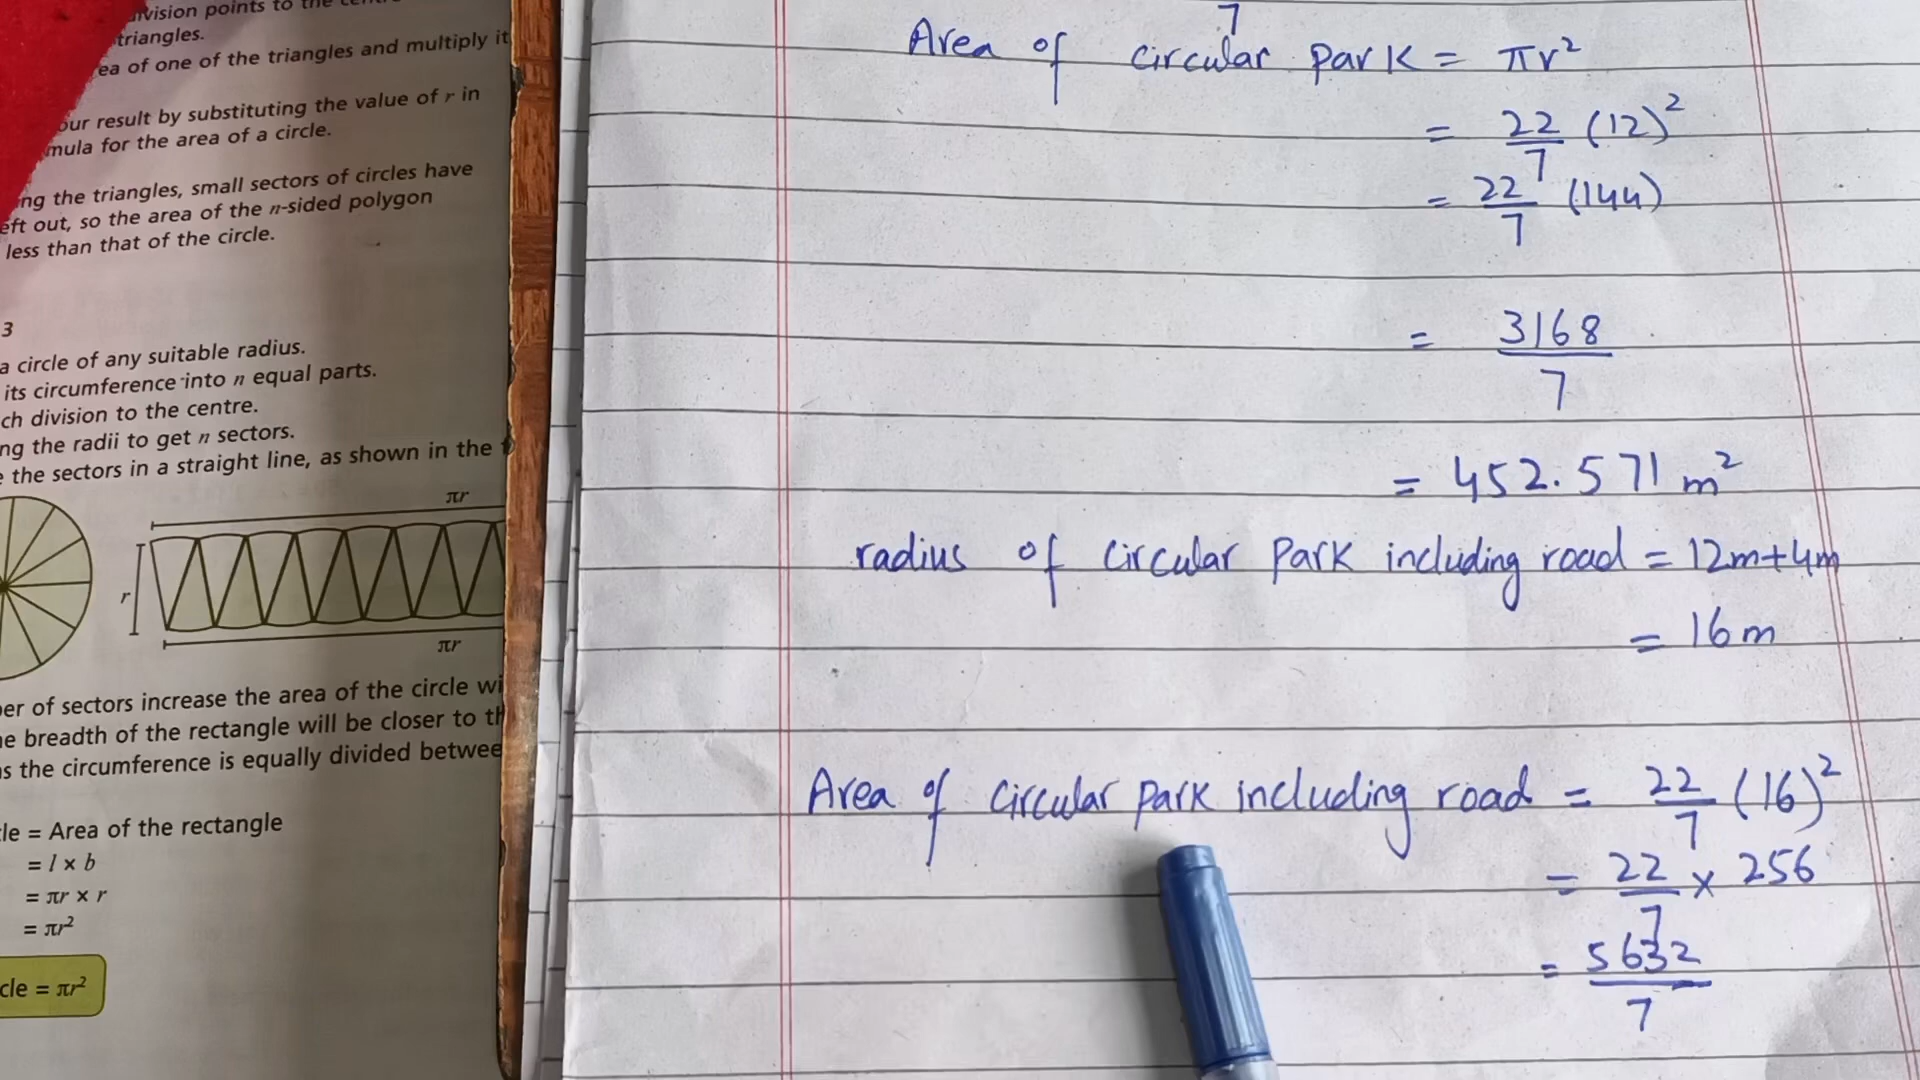 vision points to the
triangles.
ea of one of the triangles and multiply it
our result by substituting the value of r in
mula for the area of a circle.
ng the triangles, small sectors of circles have
eft out, so the area of the n-sided polygon
less than that of the circle.
3
a circle of any suitable radius.
its circumference into n equal parts.
ch division to the centre.
ng the radii to get n sectors.
the sectors in a straight line, as shown in the
πr
r
πr
er of sectors increase the area of the circle wi
e breadth of the rectangle will be closer to th
s the circumference is equally divided betwee
le = Area of the rectangle
= l × b
= πr × r
= πr²
cle = πr²
7
Area of circular park = πr²
= 22/7 (12)²
= 22/7 (144)
= 3168/7
= 452.571 m²
radius of circular park including road = 12m+4m
= 16m
Area of circular park including road = 22/7 (16)²
= 22/7 × 256
= 5632/7